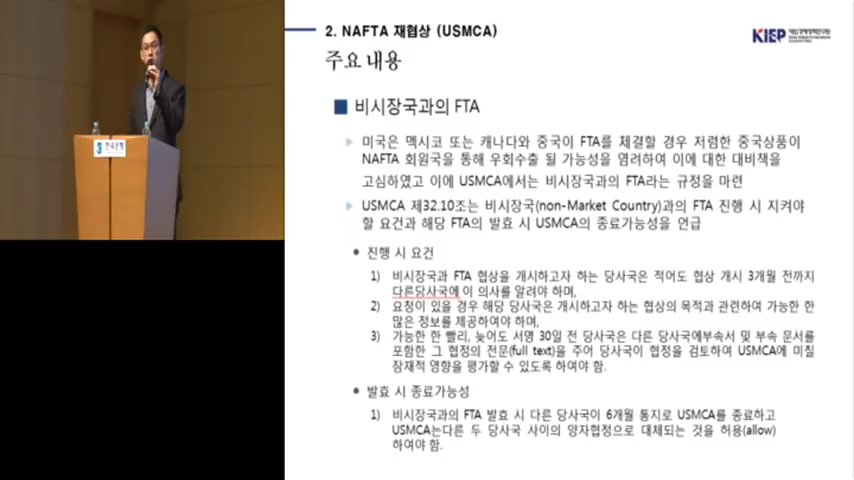 2. NAFTA 재협상 (USMCA)
KIEP 대외경제정책연구원
주요 내용
비시장국과의 FTA
미국은 멕시코 또는 캐나다와 중국이 FTA를 체결할 경우 저렴한 중국상품이
NAFTA 회원국을 통해 우회수출 될 가능성을 염려하여 이에 대한 대비책을
고심하였고 이에 USMCA에서는 비시장국과의 FTA라는 규정을 마련
USMCA 제32.10조는 비시장국(non-Market Country)과의 FTA 진행 시 지켜야
할 요건과 해당 FTA의 발효 시 USMCA의 종료가능성을 언급
진행 시 요건
1) 비시장국과 FTA 협상을 개시하고자 하는 당사국은 적어도 협상 개시 3개월 전까지
다른당사국에 이 의사를 알려야 하며,
2) 요청이 있을 경우 해당 당사국은 개시하고자 하는 협상의 목적과 관련하여 가능한 한
많은 정보를 제공하여야 하며,
3) 가능한 한 빨리, 늦어도 서명 30일 전 당사국은 다른 당사국에부속서 및 부속 문서를
포함한 그 협정의 전문(full text)을 주어 당사국이 협정을 검토하여 USMCA에 미칠
잠재적 영향을 평가할 수 있도록 하여야 함.
발효 시 종료가능성
1) 비시장국과의 FTA 발효 시 다른 당사국이 6개월 통지로 USMCA를 종료하고
USMCA는다른 두 당사국 사이의 양자협정으로 대체되는 것을 허용(allow)
하여야 함.
한국은행